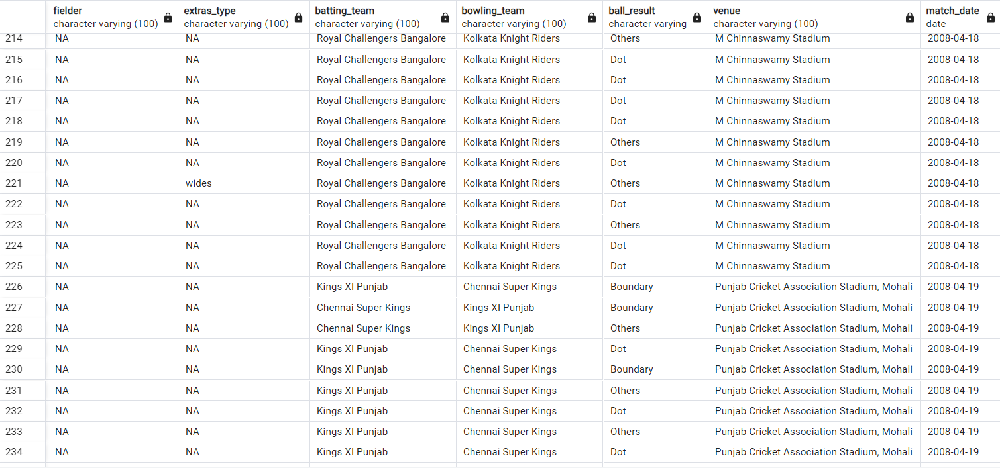 fielder extras_type batting_team bowling_team ball_result venue match_date
character varying (100) character varying (100) character varying (100) character varying (100) character varying character varying (100) date
214 NA NA Royal Challengers Bangalore Kolkata Knight Riders Others M Chinnaswamy Stadium 2008-04-18
215 NA NA Royal Challengers Bangalore Kolkata Knight Riders Dot M Chinnaswamy Stadium 2008-04-18
216 NA NA Royal Challengers Bangalore Kolkata Knight Riders Dot M Chinnaswamy Stadium 2008-04-18
217 NA NA Royal Challengers Bangalore Kolkata Knight Riders Dot M Chinnaswamy Stadium 2008-04-18
218 NA NA Royal Challengers Bangalore Kolkata Knight Riders Dot M Chinnaswamy Stadium 2008-04-18
219 NA NA Royal Challengers Bangalore Kolkata Knight Riders Others M Chinnaswamy Stadium 2008-04-18
220 NA NA Royal Challengers Bangalore Kolkata Knight Riders Dot M Chinnaswamy Stadium 2008-04-18
221 NA wides Royal Challengers Bangalore Kolkata Knight Riders Others M Chinnaswamy Stadium 2008-04-18
222 NA NA Royal Challengers Bangalore Kolkata Knight Riders Dot M Chinnaswamy Stadium 2008-04-18
223 NA NA Royal Challengers Bangalore Kolkata Knight Riders Others M Chinnaswamy Stadium 2008-04-18
224 NA NA Royal Challengers Bangalore Kolkata Knight Riders Dot M Chinnaswamy Stadium 2008-04-18
225 NA NA Royal Challengers Bangalore Kolkata Knight Riders Dot M Chinnaswamy Stadium 2008-04-18
226 NA NA Kings XI Punjab Chennai Super Kings Boundary Punjab Cricket Association Stadium, Mohali 2008-04-19
227 NA NA Chennai Super Kings Kings XI Punjab Boundary Punjab Cricket Association Stadium, Mohali 2008-04-19
228 NA NA Chennai Super Kings Kings XI Punjab Others Punjab Cricket Association Stadium, Mohali 2008-04-19
229 NA NA Kings XI Punjab Chennai Super Kings Dot Punjab Cricket Association Stadium, Mohali 2008-04-19
230 NA NA Kings XI Punjab Chennai Super Kings Boundary Punjab Cricket Association Stadium, Mohali 2008-04-19
231 NA NA Kings XI Punjab Chennai Super Kings Others Punjab Cricket Association Stadium, Mohali 2008-04-19
232 NA NA Kings XI Punjab Chennai Super Kings Dot Punjab Cricket Association Stadium, Mohali 2008-04-19
233 NA NA Kings XI Punjab Chennai Super Kings Others Punjab Cricket Association Stadium, Mohali 2008-04-19
234 NA NA Kings XI Punjab Chennai Super Kings Dot Punjab Cricket Association Stadium, Mohali 2008-04-19